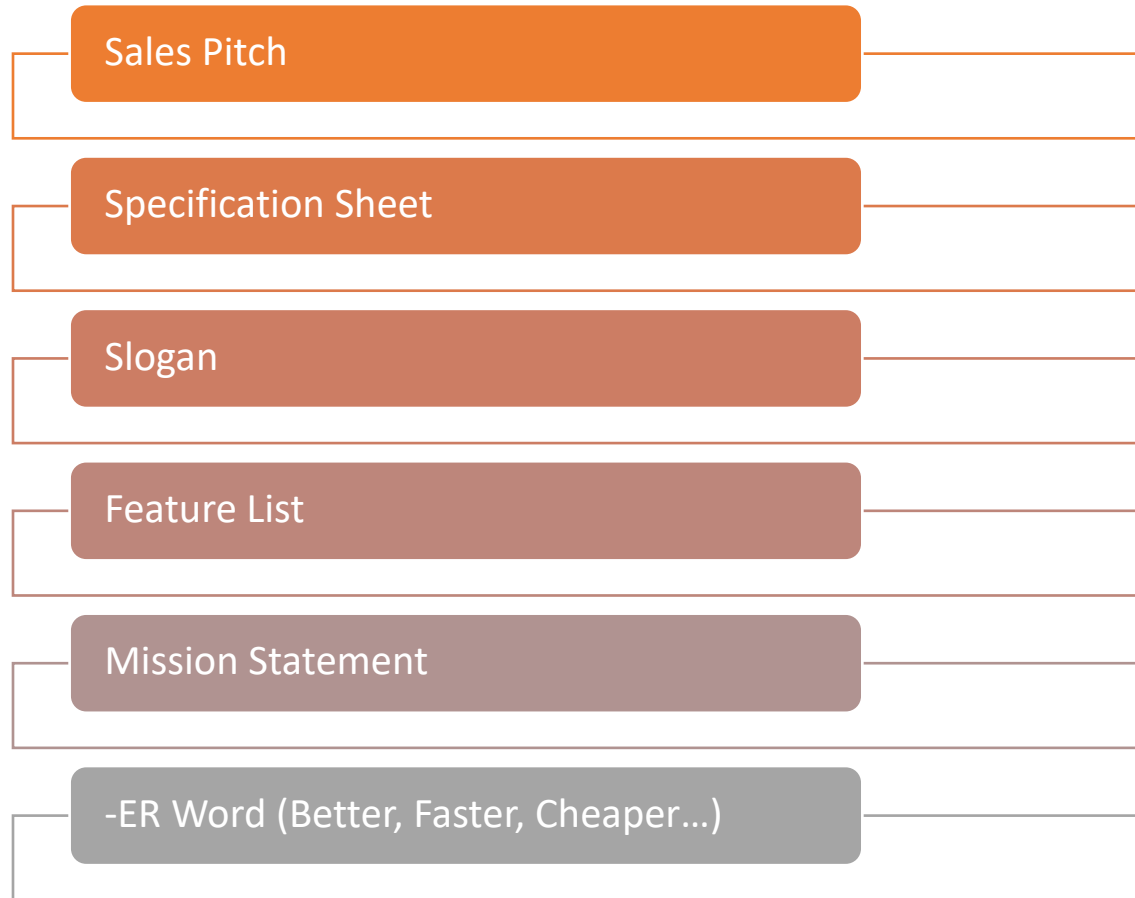 Sales Pitch
Specification Sheet
Slogan
Feature List
Mission Statement
-ER Word (Better, Faster, Cheaper…)